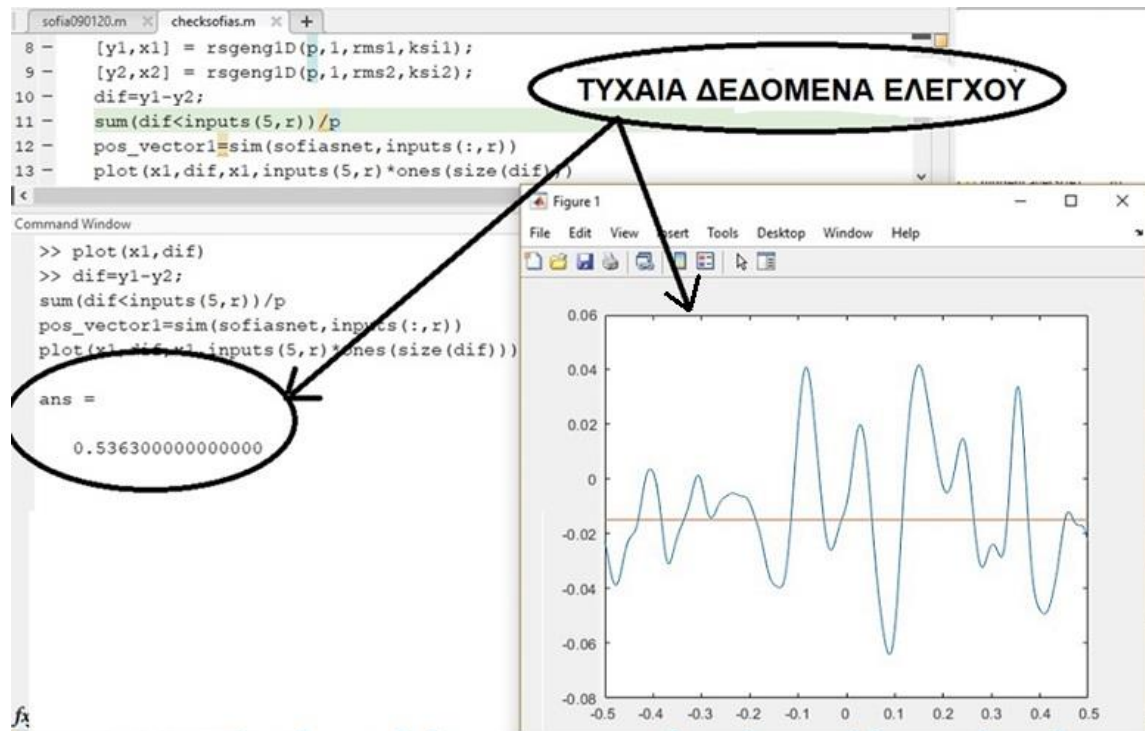 sofia090120.m × checksofias.m × +
8 – [y1,x1] = rsgeng1D(p,1,rms1,ksi1);
9 – [y2,x2] = rsgeng1D(p,1,rms2,ksi2);
10 – dif=y1-y2;
11 – sum(dif<inputs(5,r))/p
12 – pos_vector1=sim(sofiasnet,inputs(:,r))
13 – plot(x1,dif,x1,inputs(5,r)*ones(size(dif)))
ΤΥΧΑΙΑ ΔΕΔΟΜΕΝΑ ΕΛΕΓΧΟΥ
Command Window
>> plot(x1,dif)
>> dif=y1-y2;
sum(dif<inputs(5,r))/p
pos_vector1=sim(sofiasnet,inputs(:,r))
plot(x1,dif,x1,inputs(5,r)*ones(size(dif)))
ans =
0.536300000000000
fx
Figure 1
File Edit View Insert Tools Desktop Window Help
0.06
0.04
0.02
0
-0.02
-0.04
-0.06
-0.08
-0.5 -0.4 -0.3 -0.2 -0.1 0 0.1 0.2 0.3 0.4 0.5